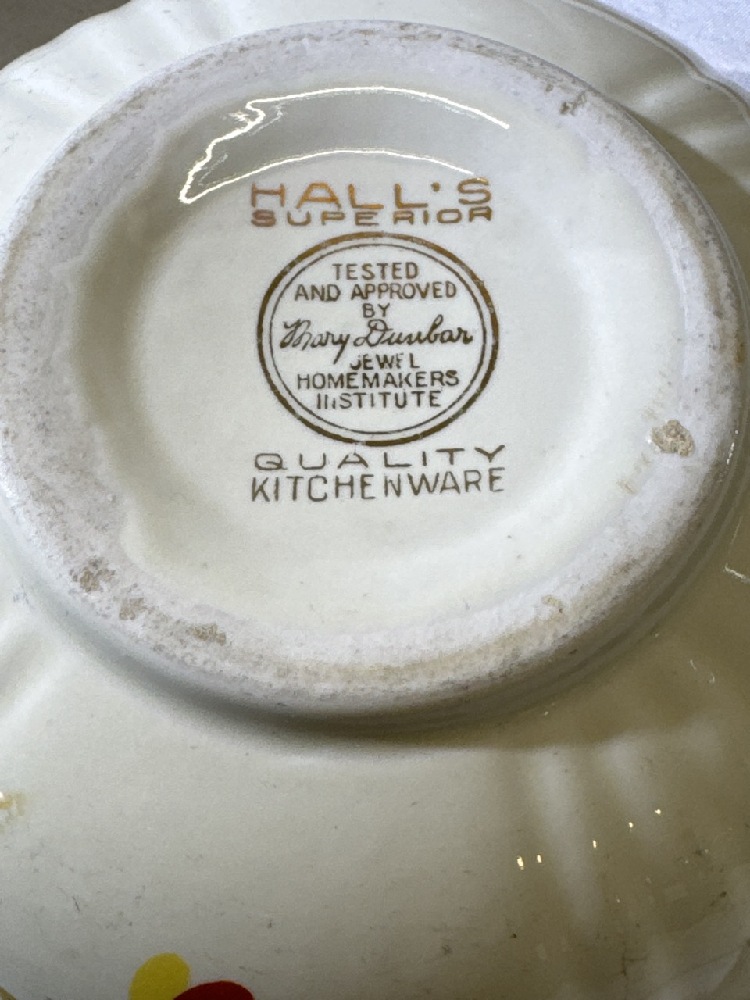 HALL'S
SUPERIOR
TESTED
AND APPROVED
BY
Mary Dunbar
JEWEL
HOMEMAKERS
INSTITUTE
QUALITY
KITCHENWARE